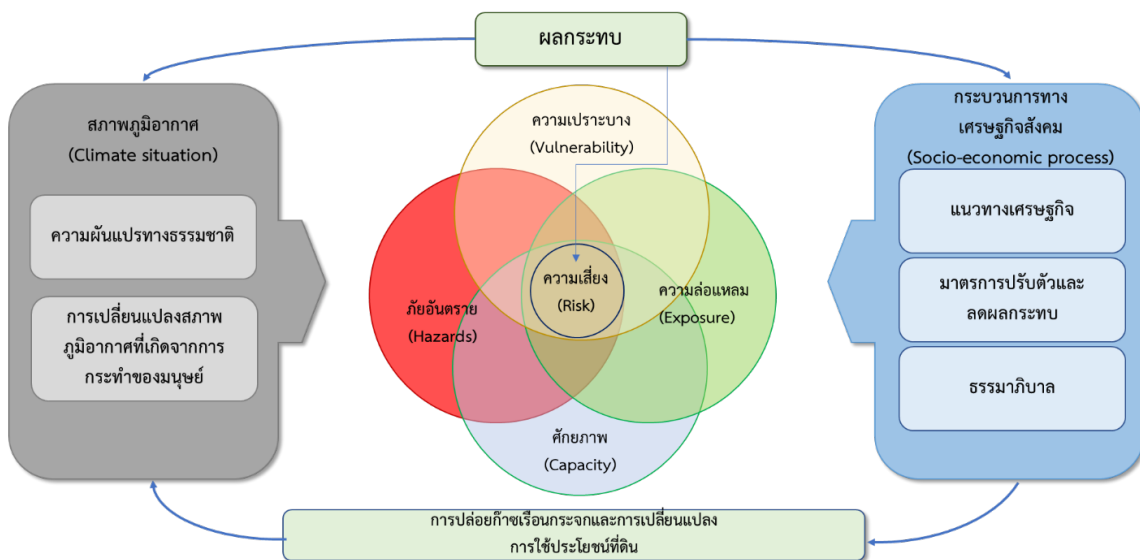 ผลกระทบ
สภาพภูมิอากาศ
(Climate situation)
ความผันแปรทางธรรมชาติ
การเปลี่ยนแปลงสภาพ
ภูมิอากาศที่เกิดจากการ
กระทำของมนุษย์
ความเปราะบาง
(Vulnerability)
ภัยอันตราย
(Hazards)
ความเสี่ยง
(Risk)
ความล่อแหลม
(Exposure)
ศักยภาพ
(Capacity)
กระบวนการทาง
เศรษฐกิจสังคม
(Socio-economic process)
แนวทางเศรษฐกิจ
มาตรการปรับตัวและ
ลดผลกระทบ
ธรรมาภิบาล
การปล่อยก๊าซเรือนกระจกและการเปลี่ยนแปลง
การใช้ประโยชน์ที่ดิน